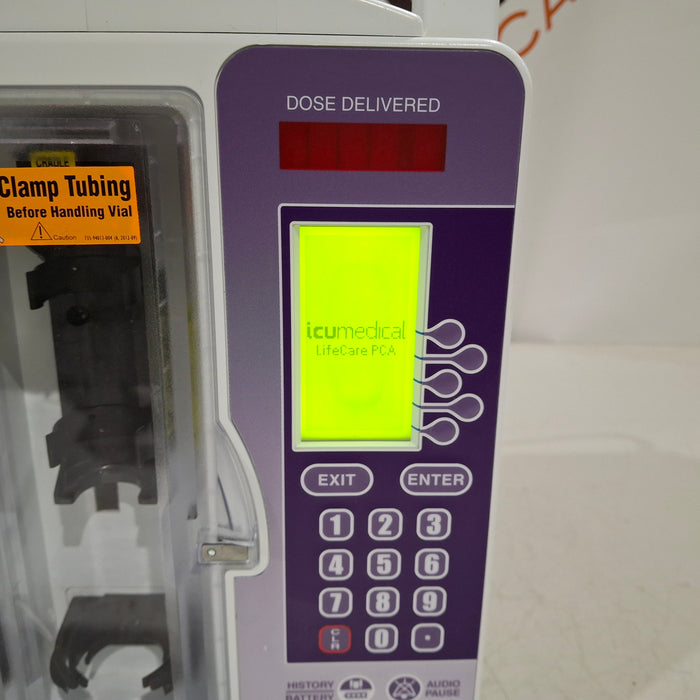 DOSE DELIVERED
CRADLE
Clamp Tubing
Before Handling Vial
Caution
icumedical
LifeCare PCA
EXIT
ENTER
1 2 3
4 5 6
7 8 9
CLR 0 .
HISTORY
AUDIO
BATTERY
PAUSE